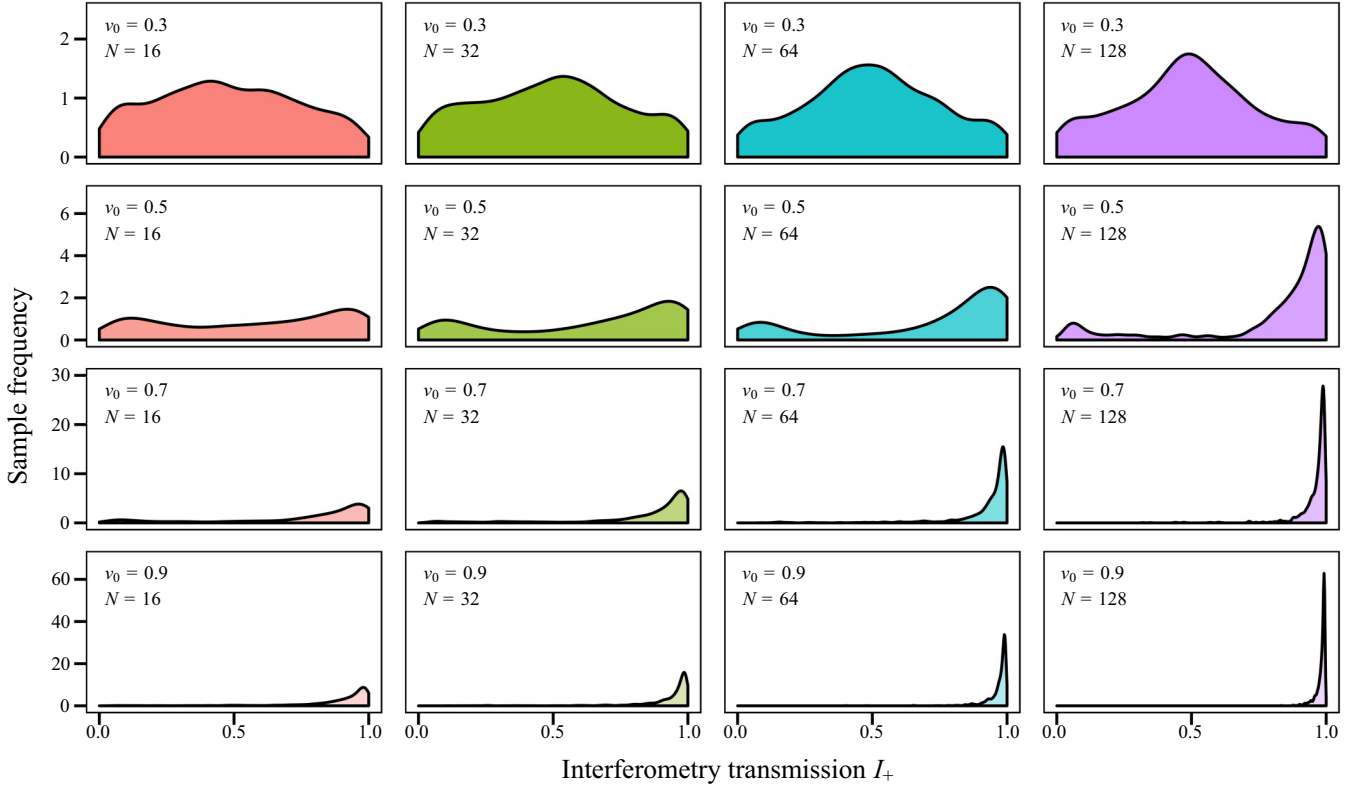 v0 = 0.3
N = 16
v0 = 0.3
N = 32
v0 = 0.3
N = 64
v0 = 0.3
N = 128
2
1
0
v0 = 0.5
N = 16
v0 = 0.5
N = 32
v0 = 0.5
N = 64
v0 = 0.5
N = 128
6
4
2
0
Sample frequency
v0 = 0.7
N = 16
v0 = 0.7
N = 32
v0 = 0.7
N = 64
v0 = 0.7
N = 128
30
20
10
0
v0 = 0.9
N = 16
v0 = 0.9
N = 32
v0 = 0.9
N = 64
v0 = 0.9
N = 128
60
40
20
0
0.0 0.5 1.0 0.0 0.5 1.0 0.0 0.5 1.0 0.0 0.5 1.0
Interferometry transmission I+